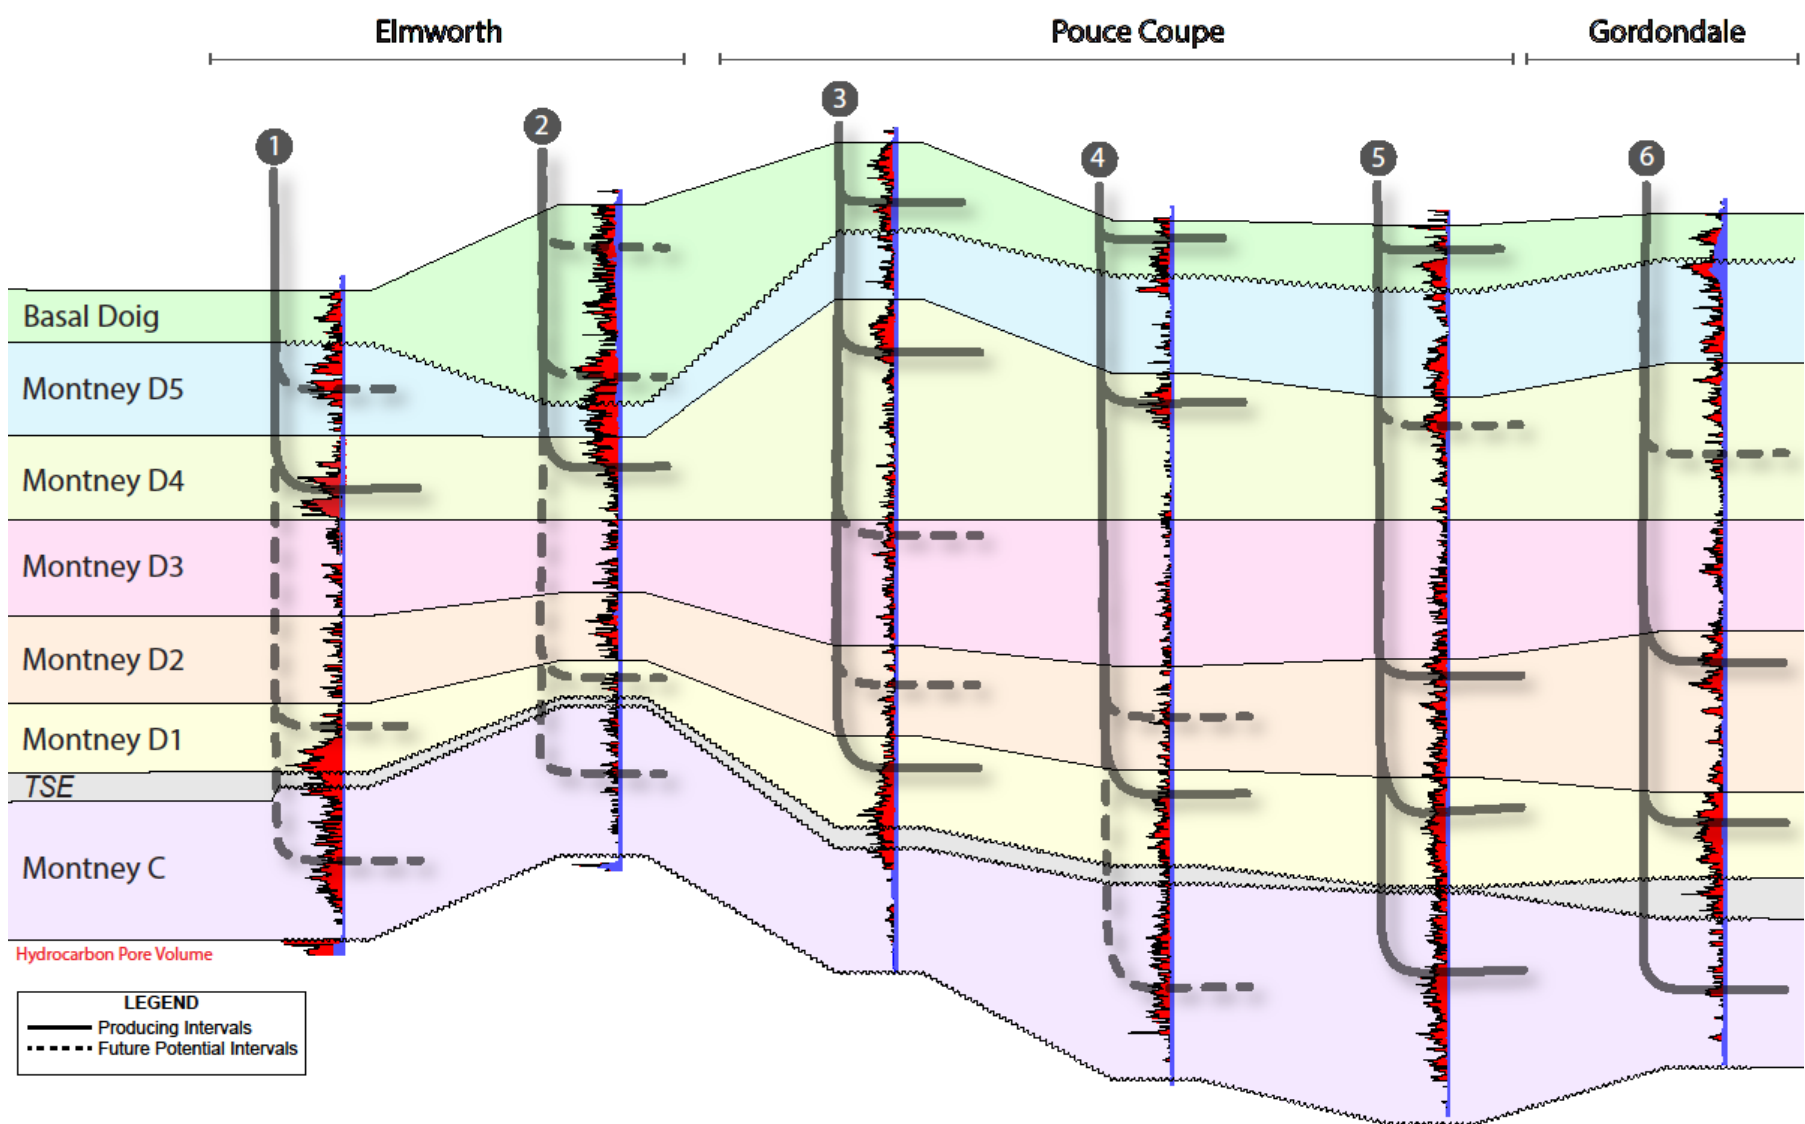 Elmworth
Pouce Coupe
Gordondale
1
2
3
4
5
6
Basal Doig
Montney D5
Montney D4
Montney D3
Montney D2
Montney D1
TSE
Montney C
Hydrocarbon Pore Volume
LEGEND
Producing Intervals
Future Potential Intervals